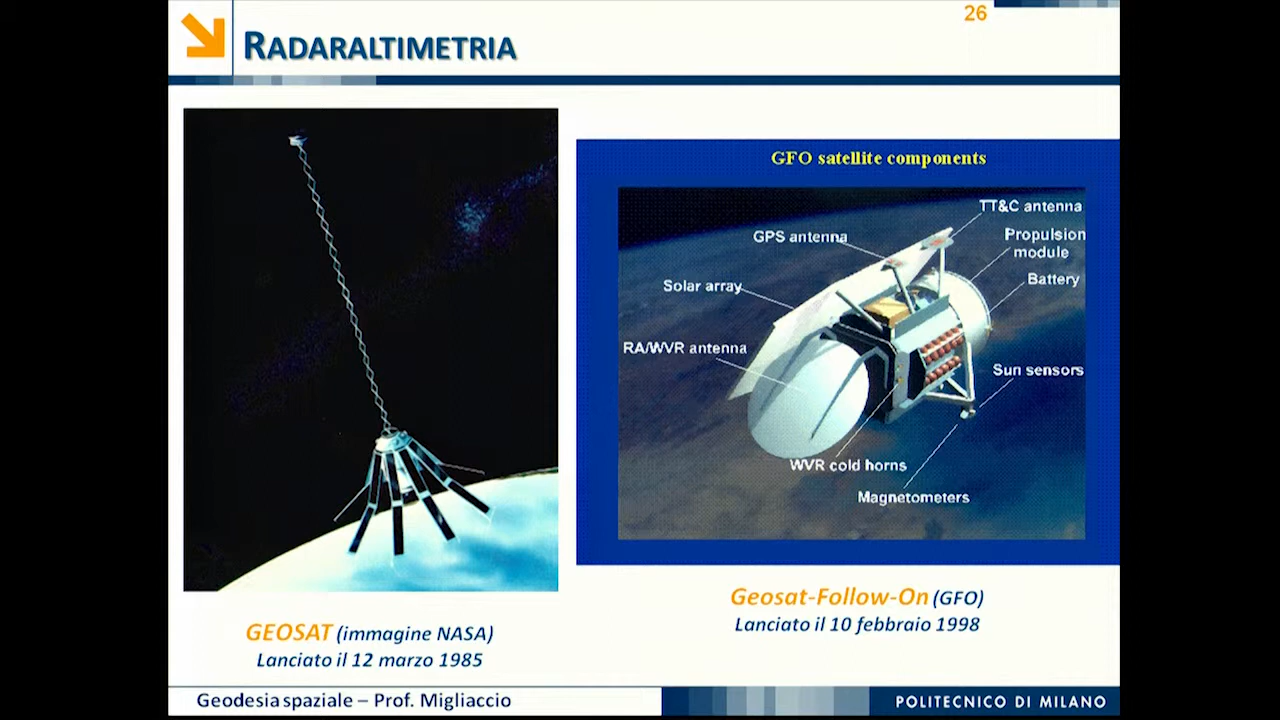 26
RADARALTIMETRIA
GFO satellite components
TT&C antenna
GPS antenna
Propulsion
module
Battery
Solar array
RA/WVR antenna
Sun sensors
WVR cold horns
Magnetometers
GEOSAT (immagine NASA)
Lanciato il 12 marzo 1985
Geosat-Follow-On (GFO)
Lanciato il 10 febbraio 1998
Geodesia spaziale – Prof. Migliaccio
POLITECNICO DI MILANO